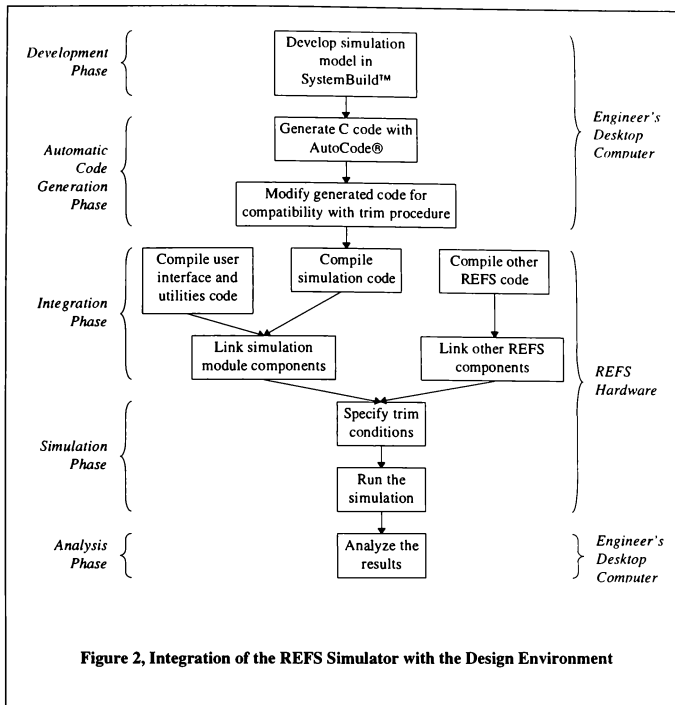 Development
Phase
Develop simulation
model in
SystemBuild™
Engineer's
Desktop
Computer
Automatic
Code
Generation
Phase
Generate C code with
AutoCode®
Modify generated code for
compatibility with trim procedure
Integration
Phase
Compile user
interface and
utilities code
Compile
simulation code
Compile other
REFS code
Link simulation
module components
Link other REFS
components
REFS
Hardware
Simulation
Phase
Specify trim
conditions
Run the
simulation
Analysis
Phase
Analyze the
results
Engineer's
Desktop
Computer
Figure 2, Integration of the REFS Simulator with the Design Environment